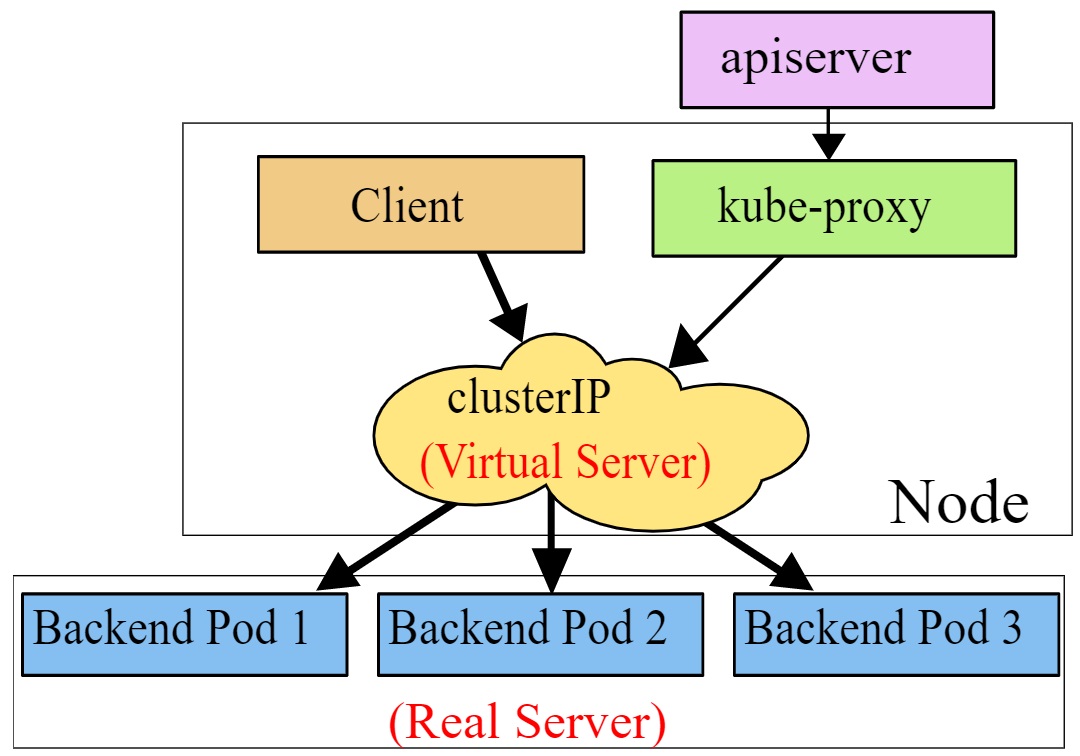 apiserver
Client
kube-proxy
clusterIP
(Virtual Server)
Node
Backend Pod 1
Backend Pod 2
Backend Pod 3
(Real Server)